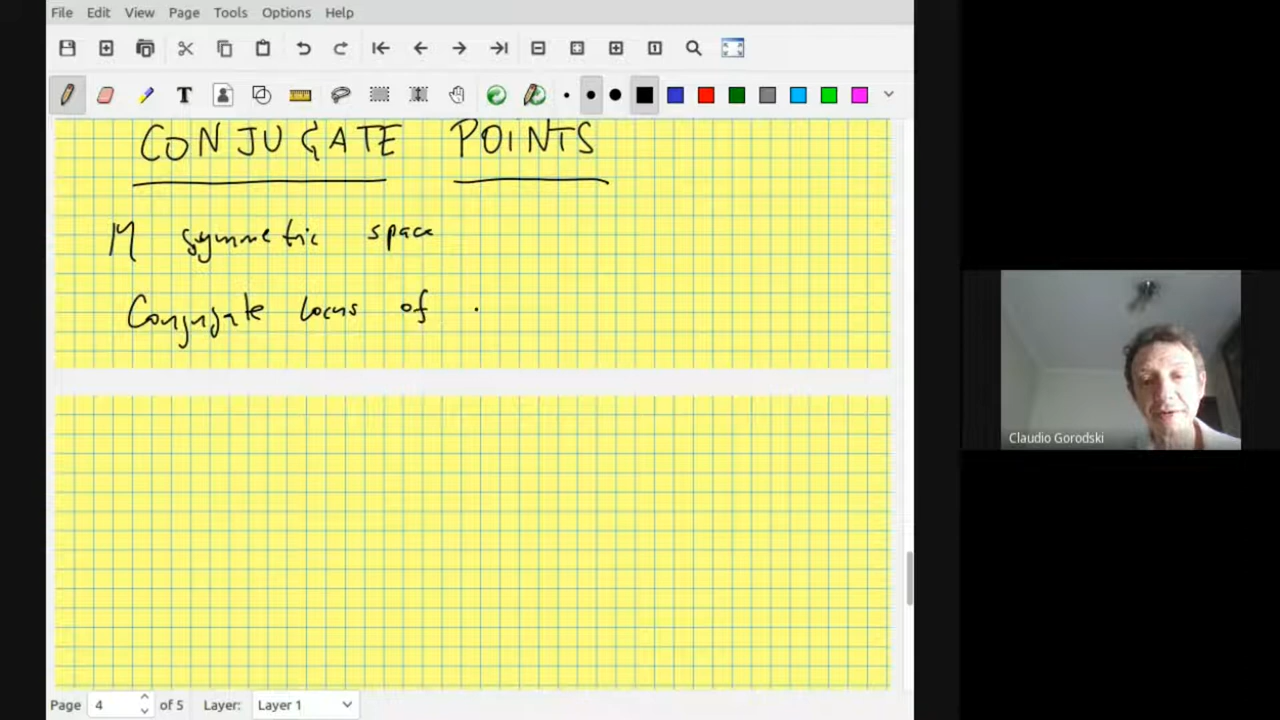 File Edit View Page Tools Options Help
CONJUGATE POINTS
M symmetric space
Conjugate locus of
Claudio Gorodski
Page 4 of 5 Layer: Layer 1